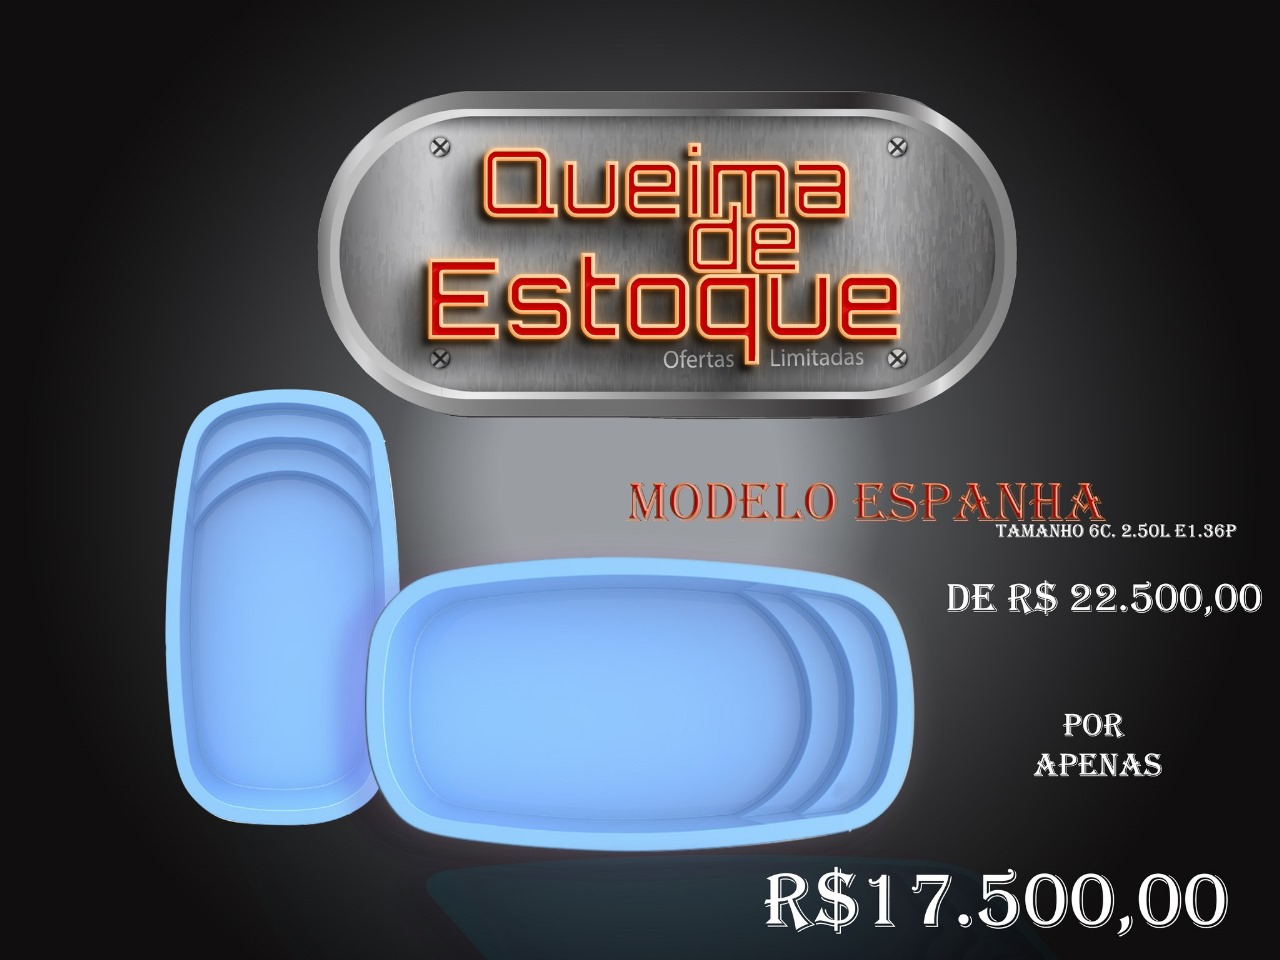 Queima
de
Estoque
Ofertas Limitadas
MODELO ESPANHA
TAMANHO 6C. 2.50L E1.36P
DE R$ 22.500,00
POR
APENAS
R$17.500,00